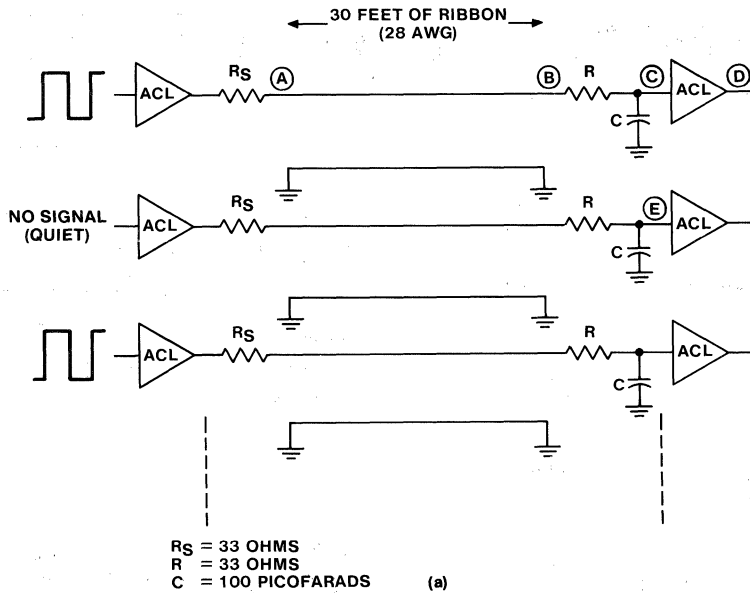 30 FEET OF RIBBON
(28 AWG)
ACL RS A B R C ACL D
C
NO SIGNAL
(QUIET)
ACL RS R E ACL
C
ACL RS R ACL
C
RS = 33 OHMS
R = 33 OHMS
C = 100 PICOFARADS (a)